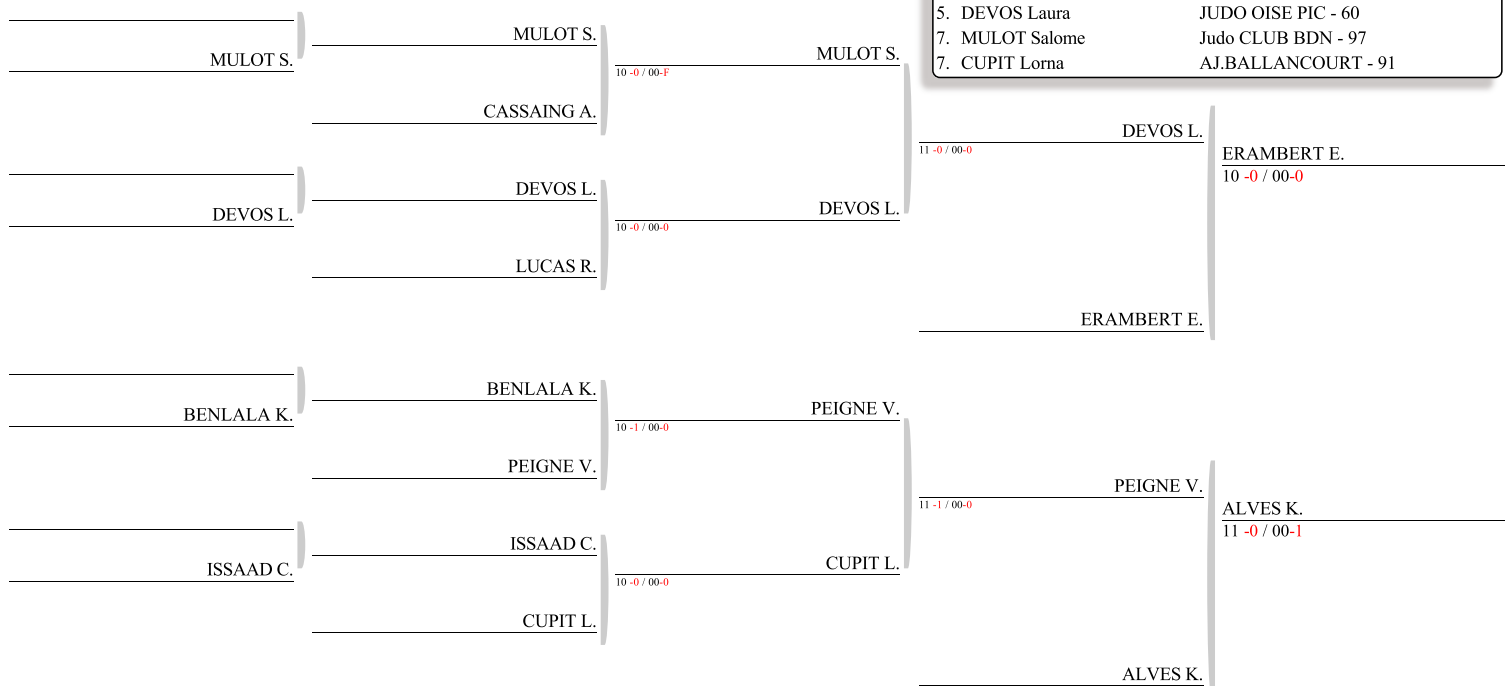 5. DEVOS Laura JUDO OISE PIC - 60
7. MULOT Salome Judo CLUB BDN - 97
7. CUPIT Lorna AJ.BALLANCOURT - 91
MULOT S.
MULOT S.
CASSAING A.
MULOT S.
10 -0 / 00-F
DEVOS L.
DEVOS L.
LUCAS R.
DEVOS L.
10 -0 / 00-0
DEVOS L.
11 -0 / 00-0
ERAMBERT E.
ERAMBERT E.
10 -0 / 00-0
BENLALA K.
BENLALA K.
PEIGNE V.
PEIGNE V.
10 -1 / 00-0
ISSAAD C.
ISSAAD C.
CUPIT L.
CUPIT L.
10 -0 / 00-0
PEIGNE V.
11 -1 / 00-0
ALVES K.
ALVES K.
11 -0 / 00-1